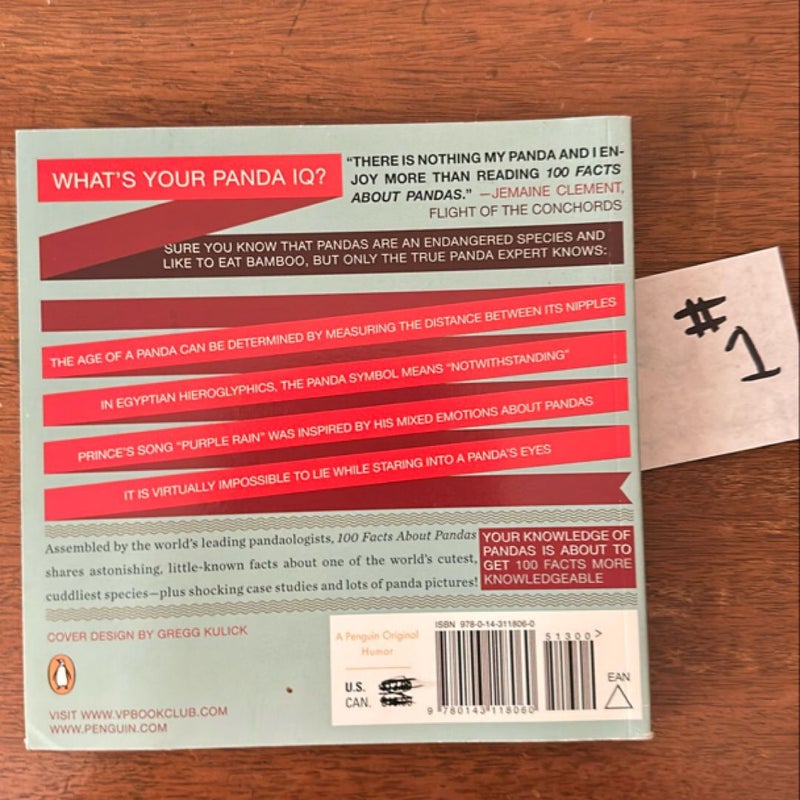 WHAT'S YOUR PANDA IQ?
"THERE IS NOTHING MY PANDA AND I EN-
JOY MORE THAN READING 100 FACTS
ABOUT PANDAS." —JEMAINE CLEMENT,
FLIGHT OF THE CONCHORDS
SURE YOU KNOW THAT PANDAS ARE AN ENDANGERED SPECIES AND
LIKE TO EAT BAMBOO, BUT ONLY THE TRUE PANDA EXPERT KNOWS:
THE AGE OF A PANDA CAN BE DETERMINED BY MEASURING THE DISTANCE BETWEEN ITS NIPPLES
IN EGYPTIAN HIEROGLYPHICS, THE PANDA SYMBOL MEANS "NOTWITHSTANDING"
PRINCE'S SONG "PURPLE RAIN" WAS INSPIRED BY HIS MIXED EMOTIONS ABOUT PANDAS
IT IS VIRTUALLY IMPOSSIBLE TO LIE WHILE STARING INTO A PANDA'S EYES
Assembled by the world's leading pandaologists, 100 Facts About Pandas
shares astonishing, little-known facts about one of the world's cutest,
cuddliest species—plus shocking case studies and lots of panda pictures!
YOUR KNOWLEDGE OF
PANDAS IS ABOUT TO
GET 100 FACTS MORE
KNOWLEDGEABLE
COVER DESIGN BY GREGG KULICK
VISIT WWW.VPBOOKCLUB.COM
WWW.PENGUIN.COM
A Penguin Original
Humor
U.S.
CAN.
ISBN 978-0-14-311806-0
51300>
9 780143 118060
EAN
#
1